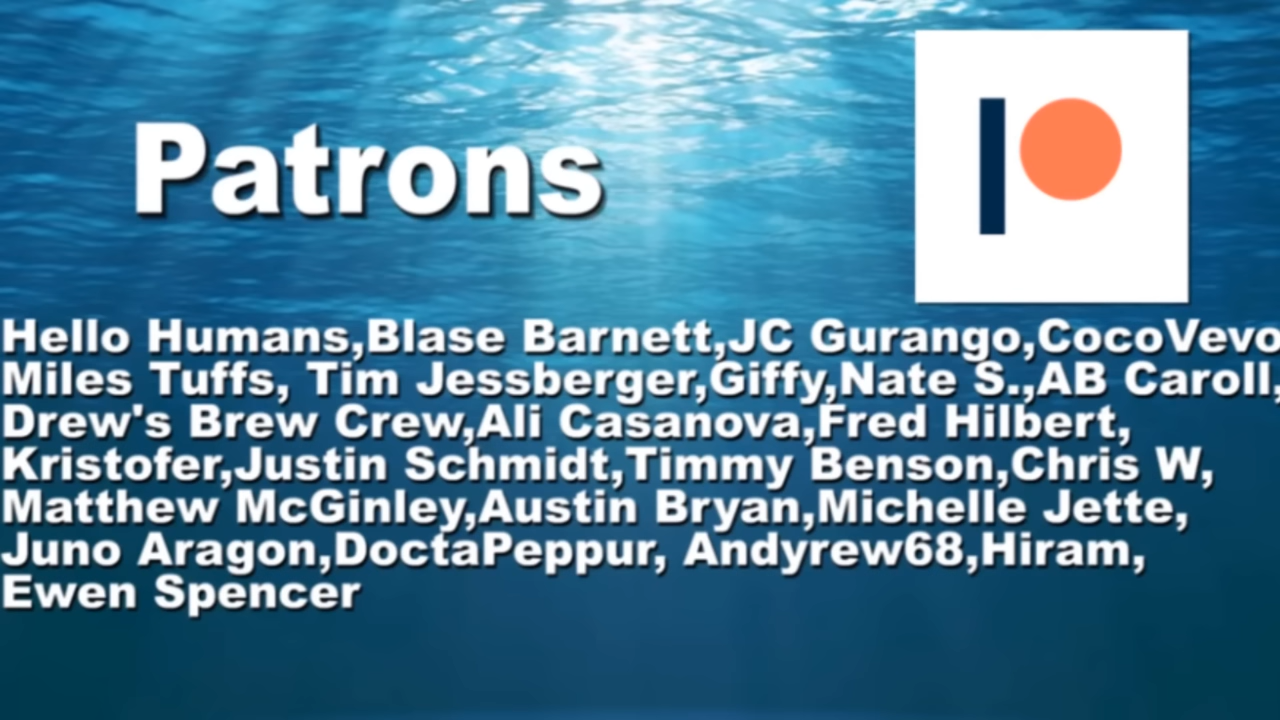 Patrons
Hello Humans,Blase Barnett,JC Gurango,CocoVevo
Miles Tuffs, Tim Jessberger,Giffy,Nate S.,AB Caroll,
Drew's Brew Crew,Ali Casanova,Fred Hilbert,
Kristofer,Justin Schmidt,Timmy Benson,Chris W,
Matthew McGinley,Austin Bryan,Michelle Jette,
Juno Aragon,DoctaPeppur, Andyrew68,Hiram,
Ewen Spencer